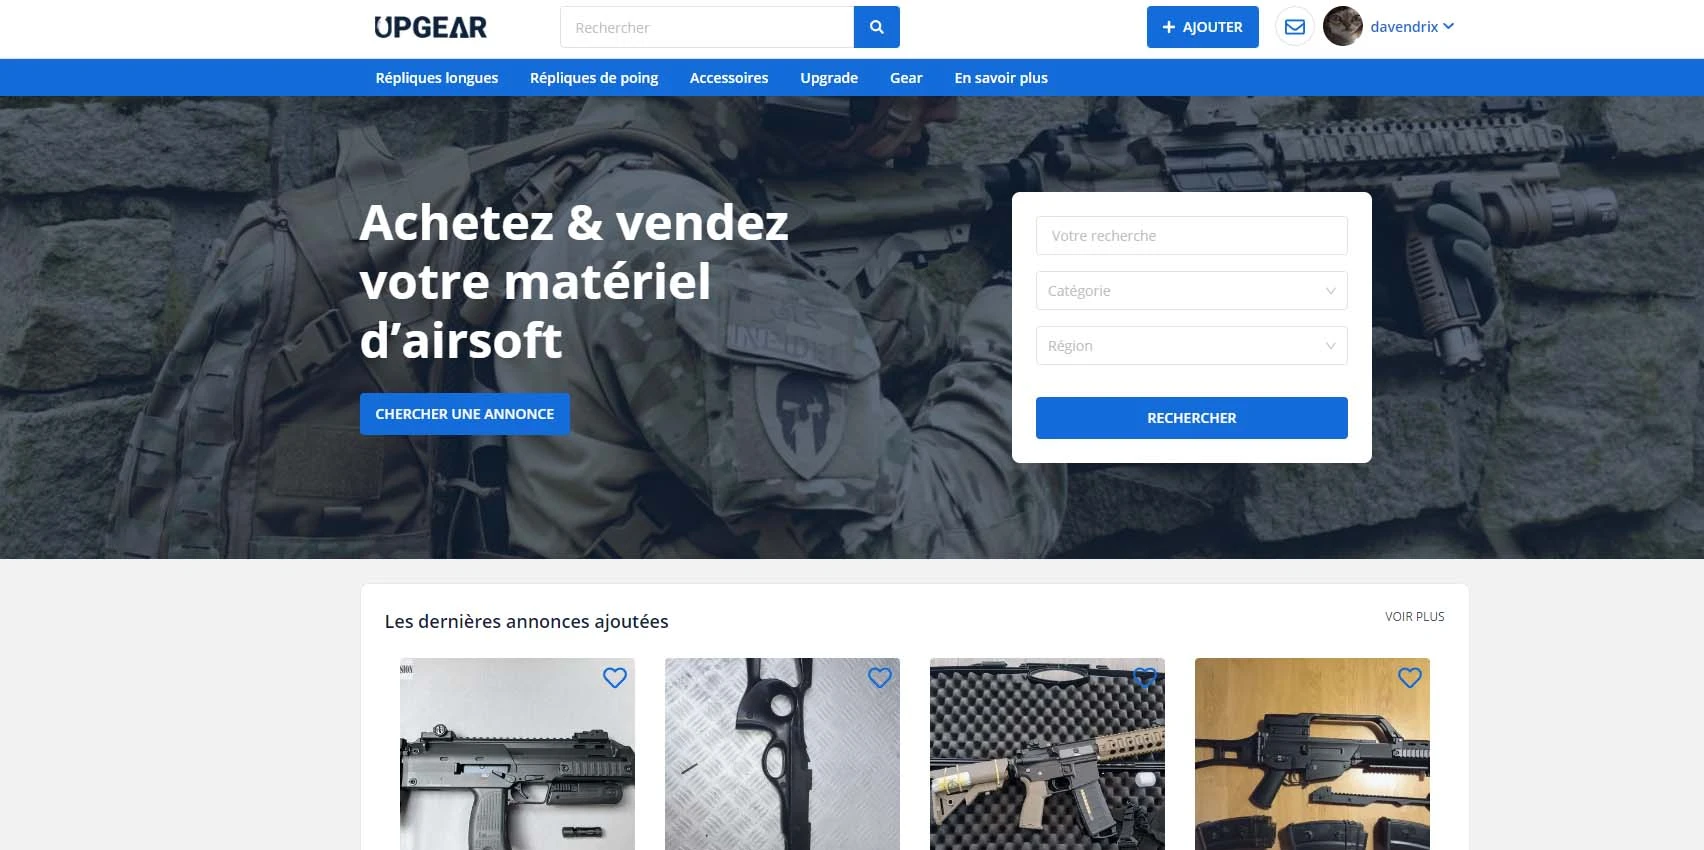 UPGEAR
Rechercher
AJOUTER
davendrix
Répliques longues
Répliques de poing
Accessoires
Upgrade
Gear
En savoir plus
Achetez & vendez
votre matériel
d’airsoft
CHERCHER UNE ANNONCE
Votre recherche
Catégorie
Région
RECHERCHER
Les dernières annonces ajoutées
VOIR PLUS